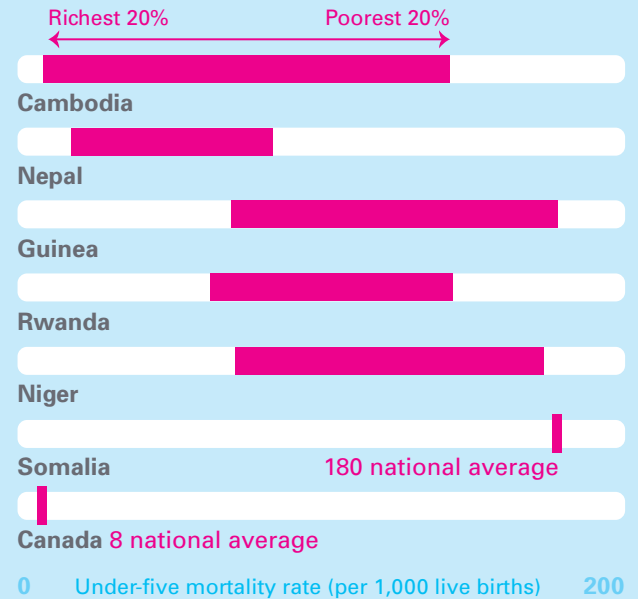 Richest 20% Poorest 20%
Cambodia
Nepal
Guinea
Rwanda
Niger
Somalia 180 national average
Canada 8 national average
0 Under-five mortality rate (per 1,000 live births) 200